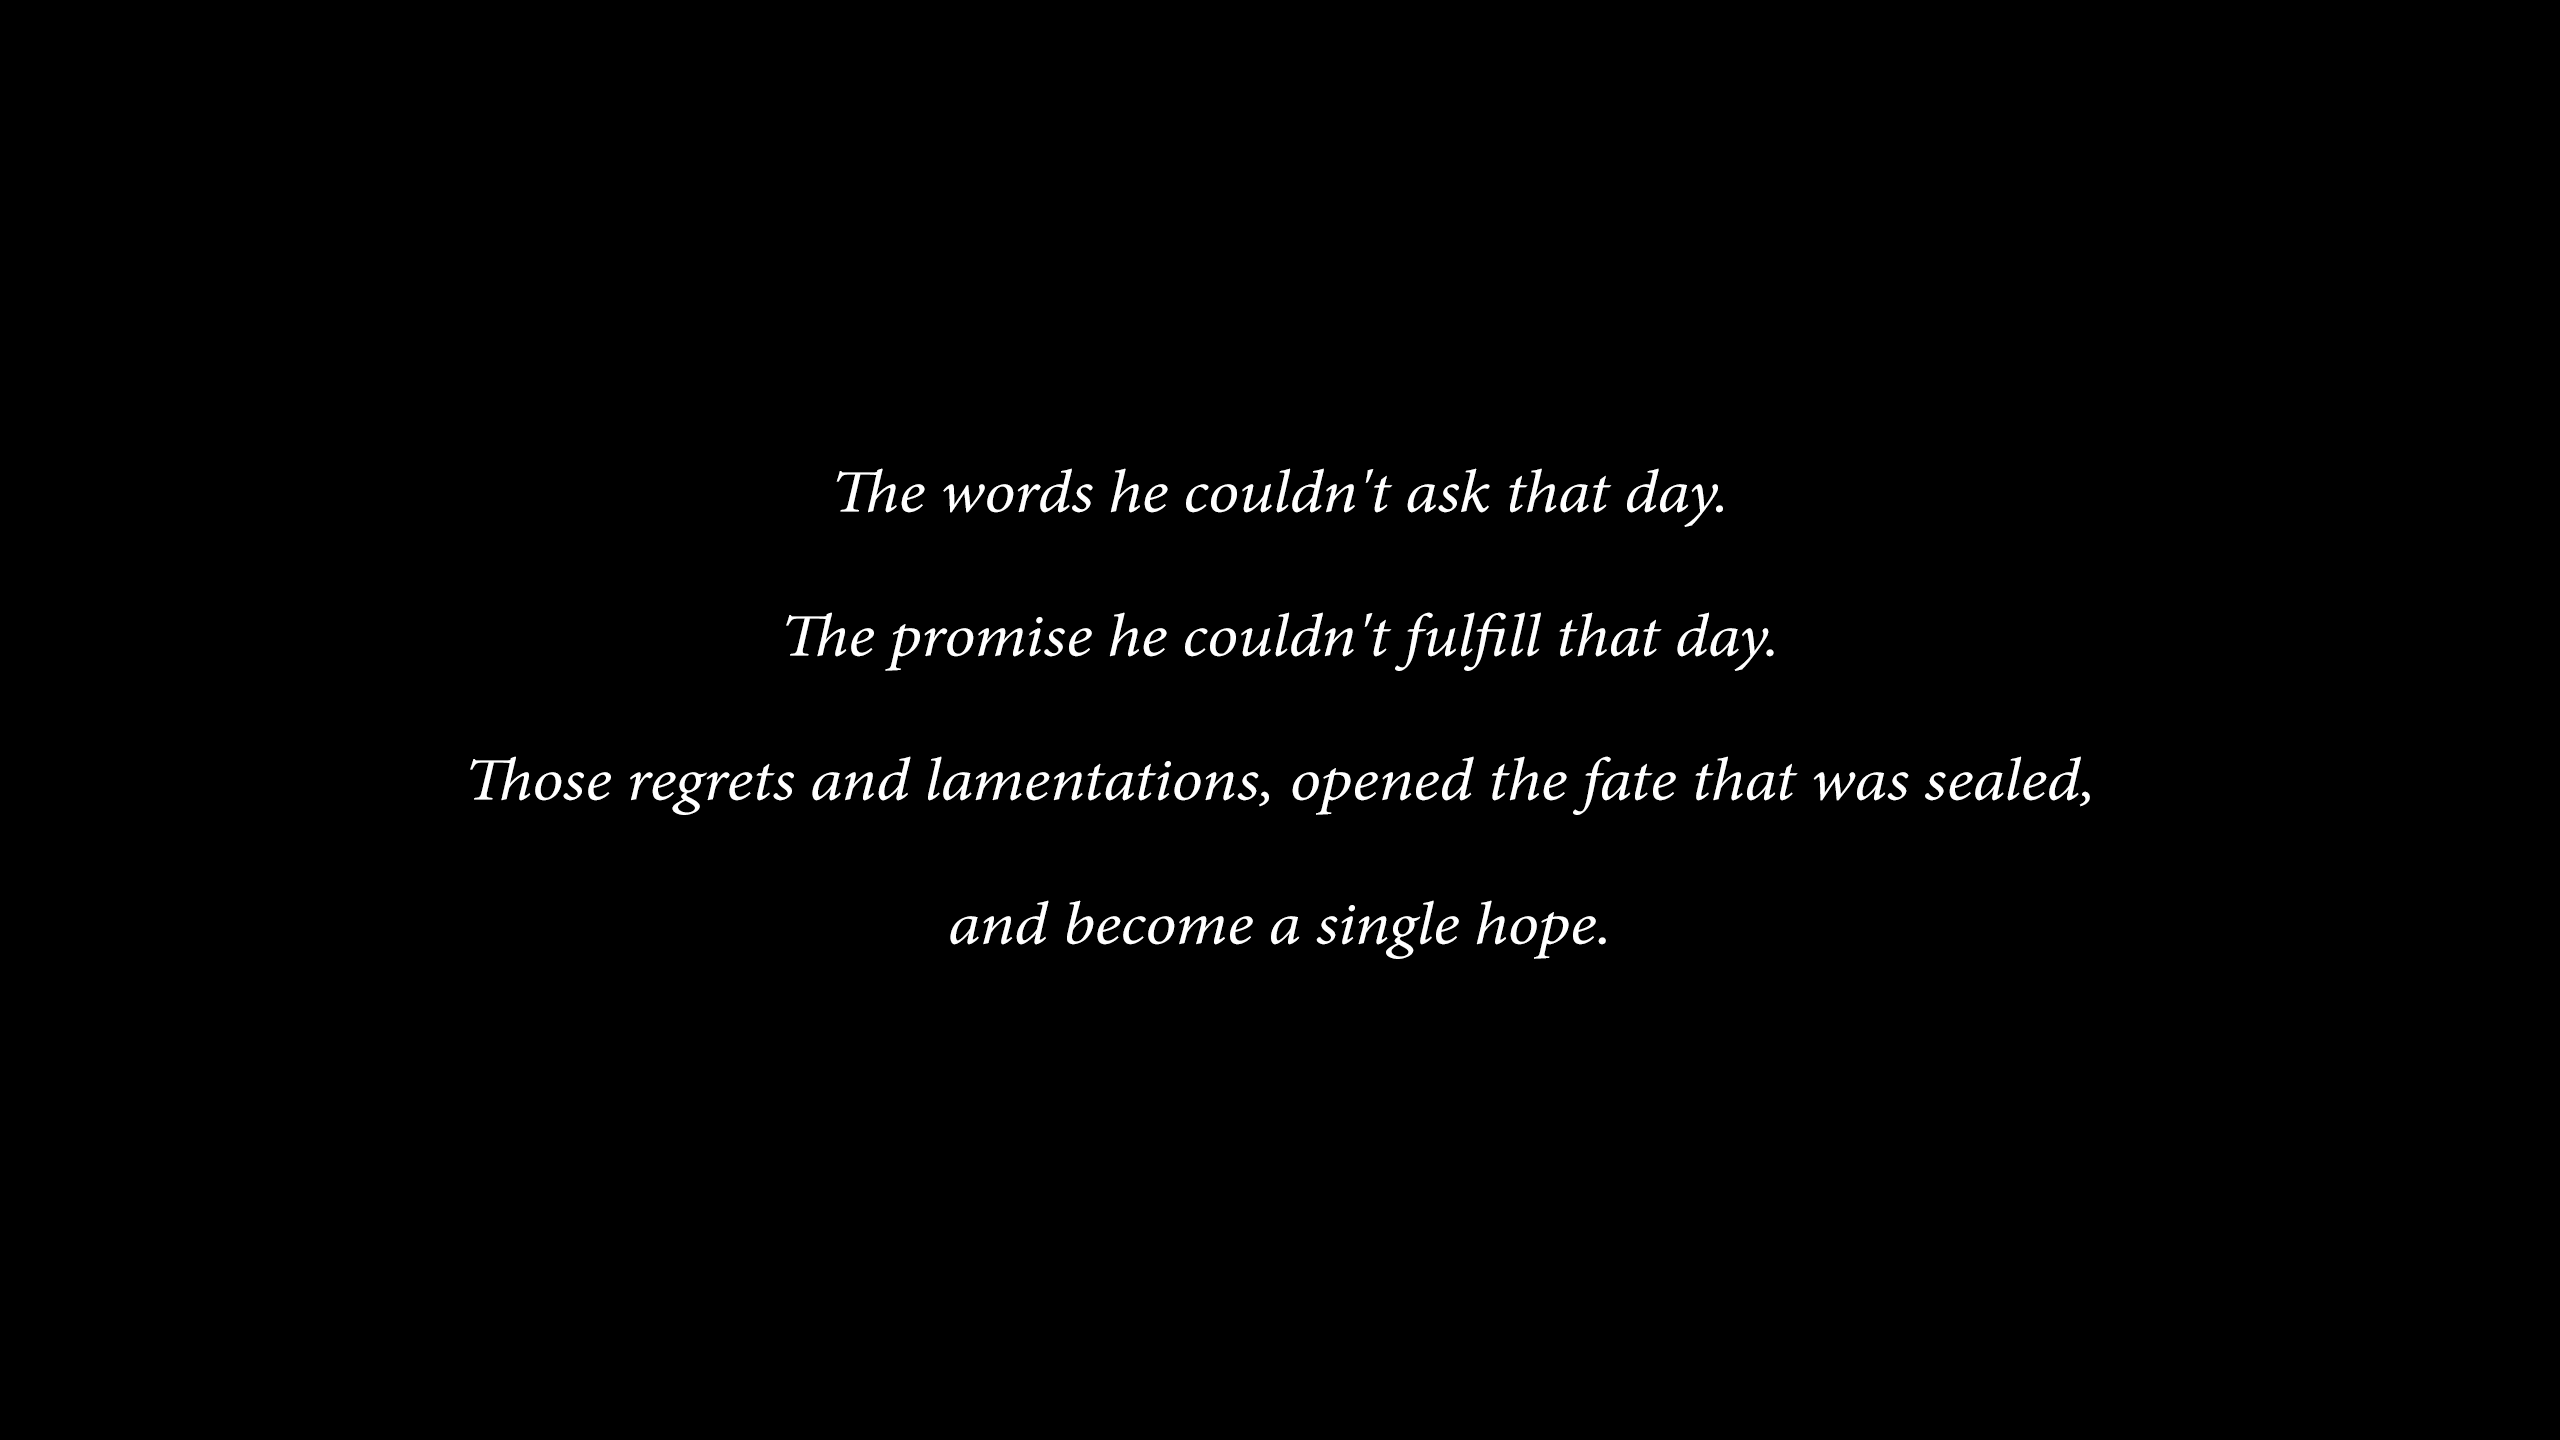 The words he couldn't ask that day.
The promise he couldn't fulfill that day.
Those regrets and lamentations, opened the fate that was sealed,
and become a single hope.